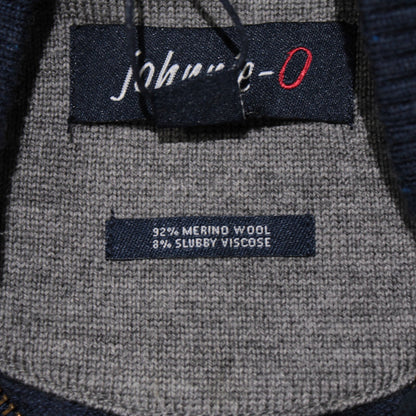 johnnie-O
92% MERINO WOOL
8% SLUBBY VISCOSE